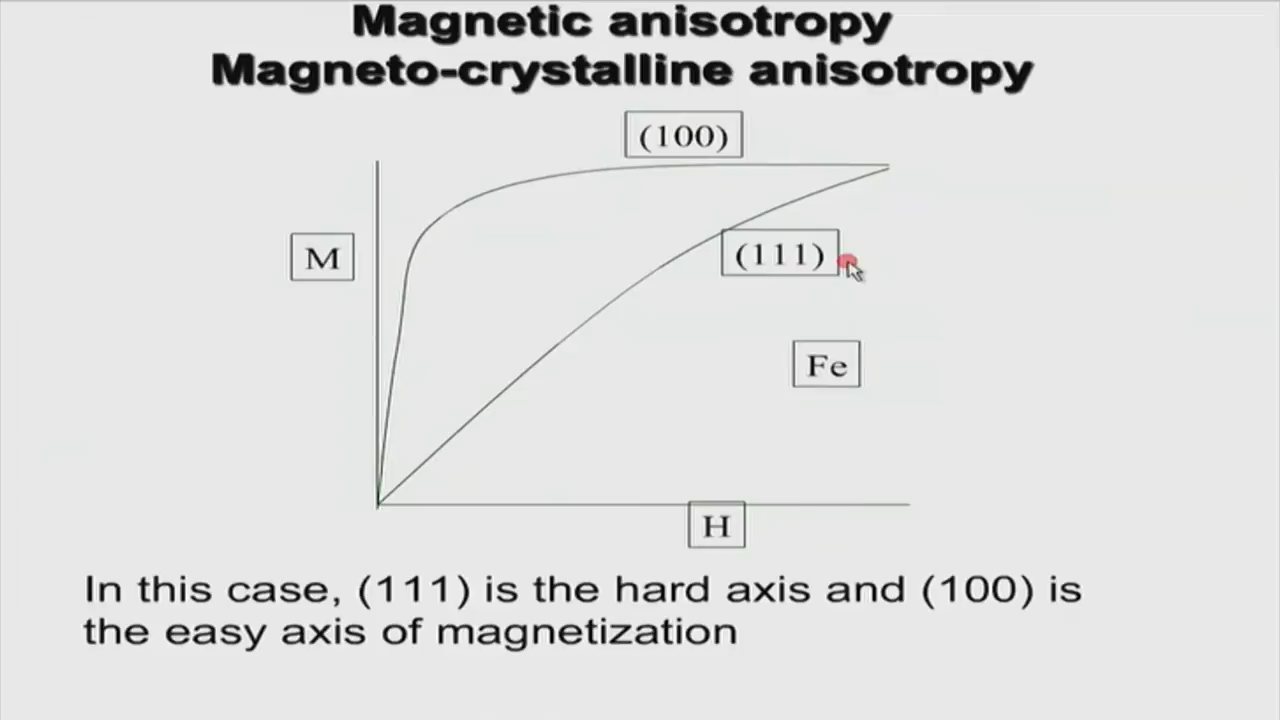 Magnetic anisotropy
Magneto-crystalline anisotropy
(100)
M
(111)
Fe
H
In this case, (111) is the hard axis and (100) is
the easy axis of magnetization